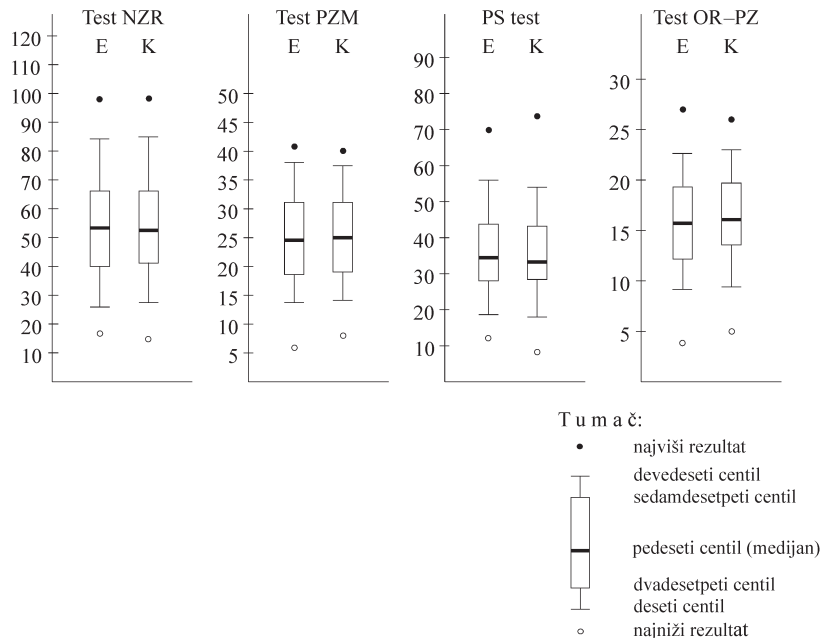 Test NZR
E K
120
110
100
90
80
70
60
50
40
30
20
10
Test PZM
E K
50
45
40
35
30
25
20
15
10
5
PS test
E K
90
80
70
60
50
40
30
20
10
Test OR–PZ
E K
30
25
20
15
10
5
T u m a č:
najviši rezultat
devedeseti centil
sedamdesetpeti centil
pedeseti centil (medijan)
dvadesetpeti centil
deseti centil
najniži rezultat